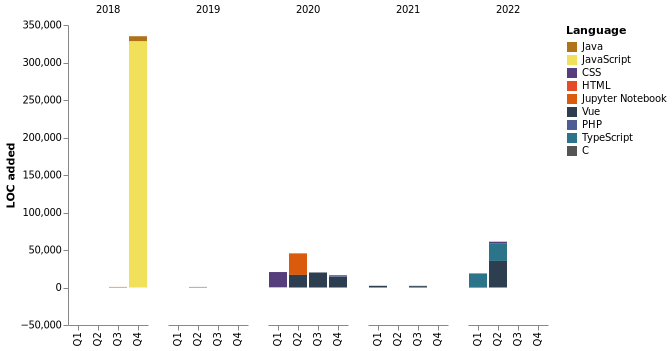 2018 2019 2020 2021 2022
LOC added
350,000
300,000
250,000
200,000
150,000
100,000
50,000
0
−50,000
Q1 Q2 Q3 Q4 Q1 Q2 Q3 Q4 Q1 Q2 Q3 Q4 Q1 Q2 Q3 Q4 Q1 Q2 Q3 Q4
Language
Java
JavaScript
CSS
HTML
Jupyter Notebook
Vue
PHP
TypeScript
C